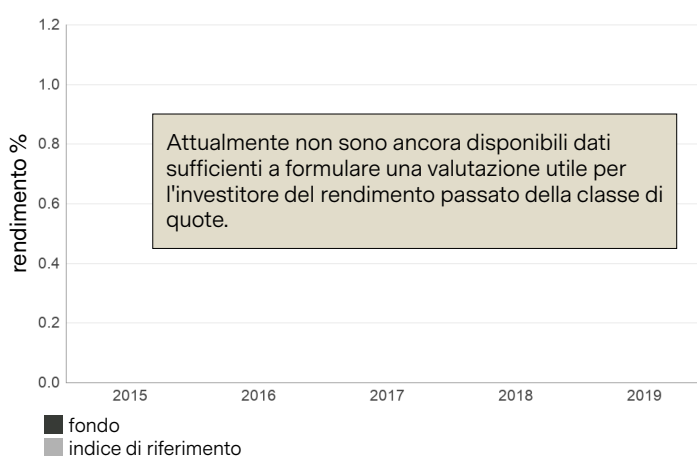 1.2
1.0
0.8
0.6
0.4
0.2
0.0
rendimento %
Attualmente non sono ancora disponibili dati
sufficienti a formulare una valutazione utile per
l'investitore del rendimento passato della classe di
quote.
2015 2016 2017 2018 2019
fondo
indice di riferimento